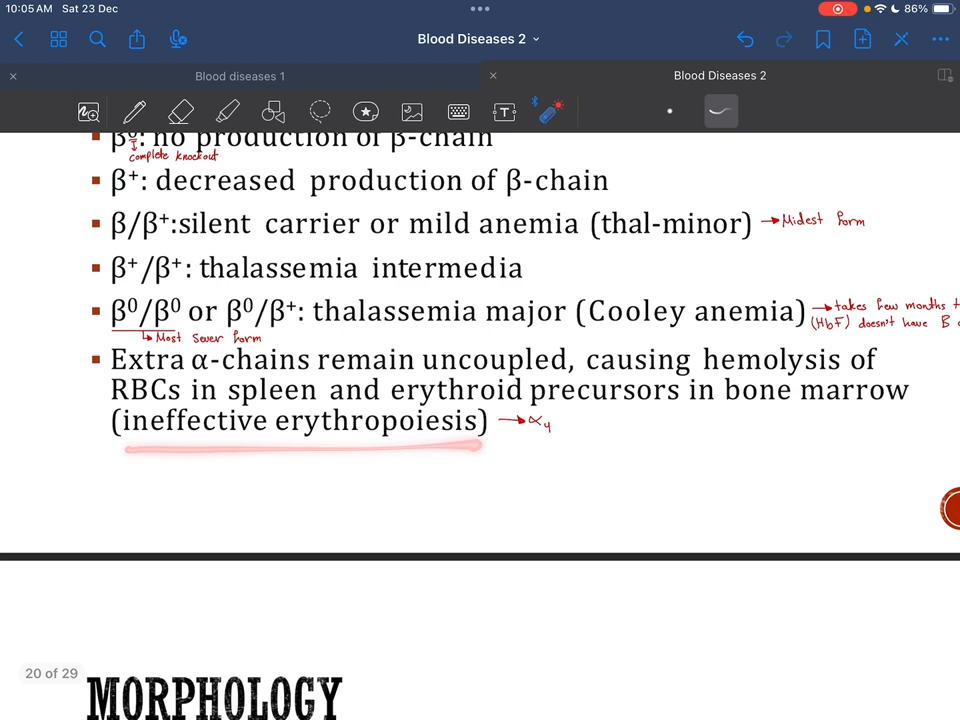 10:05 AM Sat 23 Dec
86%
Blood Diseases 2
Blood diseases 1
Blood Diseases 2
β⁰: no production of β-chain
complete knockout
β⁺: decreased production of β-chain
β/β⁺:silent carrier or mild anemia (thal-minor) → Midest form
β⁺/β⁺: thalassemia intermedia
β⁰/β⁰ or β⁰/β⁺: thalassemia major (Cooley anemia) → takes few months
(HbF) doesn't have B
Most Sever form
Extra α-chains remain uncoupled, causing hemolysis of
RBCs in spleen and erythroid precursors in bone marrow
(ineffective erythropoiesis) → α₄
20 of 29
MORPHOLOGY